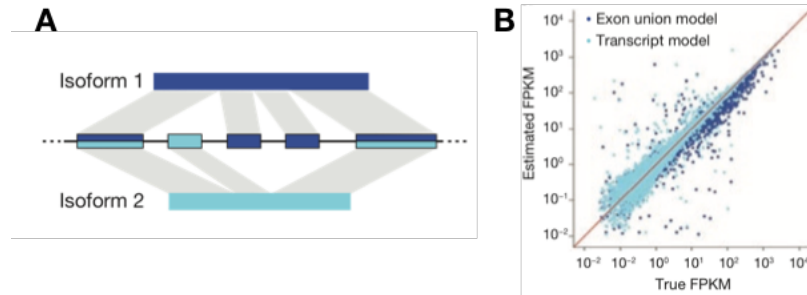 A
Isoform 1
Isoform 2
B
Exon union model
Transcript model
Estimated FPKM
10⁴
10³
10²
10¹
10⁰
10⁻¹
10⁻²
10⁻² 10⁻² 10⁰ 10¹ 10² 10³ 10⁴
True FPKM